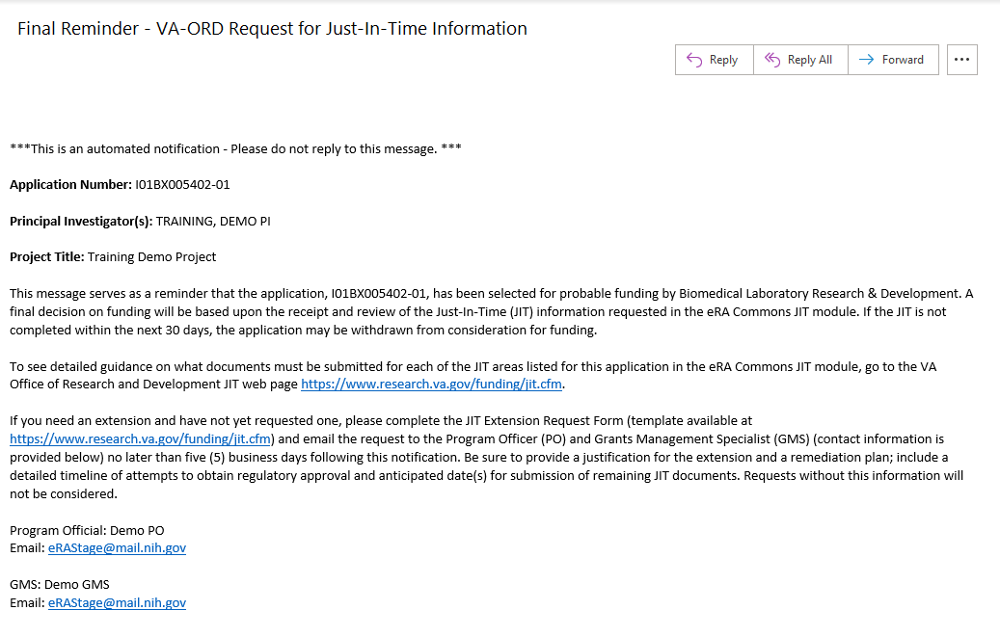 Final Reminder - VA-ORD Request for Just-In-Time Information
Reply
Reply All
Forward
***This is an automated notification - Please do not reply to this message. ***
Application Number: I01BX005402-01
Principal Investigator(s): TRAINING, DEMO PI
Project Title: Training Demo Project
This message serves as a reminder that the application, I01BX005402-01, has been selected for probable funding by Biomedical Laboratory Research & Development. A
final decision on funding will be based upon the receipt and review of the Just-In-Time (JIT) information requested in the eRA Commons JIT module. If the JIT is not
completed within the next 30 days, the application may be withdrawn from consideration for funding.
To see detailed guidance on what documents must be submitted for each of the JIT areas listed for this application in the eRA Commons JIT module, go to the VA
Office of Research and Development JIT web page https://www.research.va.gov/funding/jit.cfm.
If you need an extension and have not yet requested one, please complete the JIT Extension Request Form (template available at
https://www.research.va.gov/funding/jit.cfm) and email the request to the Program Officer (PO) and Grants Management Specialist (GMS) (contact information is
provided below) no later than five (5) business days following this notification. Be sure to provide a justification for the extension and a remediation plan; include a
detailed timeline of attempts to obtain regulatory approval and anticipated date(s) for submission of remaining JIT documents. Requests without this information will
not be considered.
Program Official: Demo PO
Email: eRAStage@mail.nih.gov
GMS: Demo GMS
Email: eRAStage@mail.nih.gov